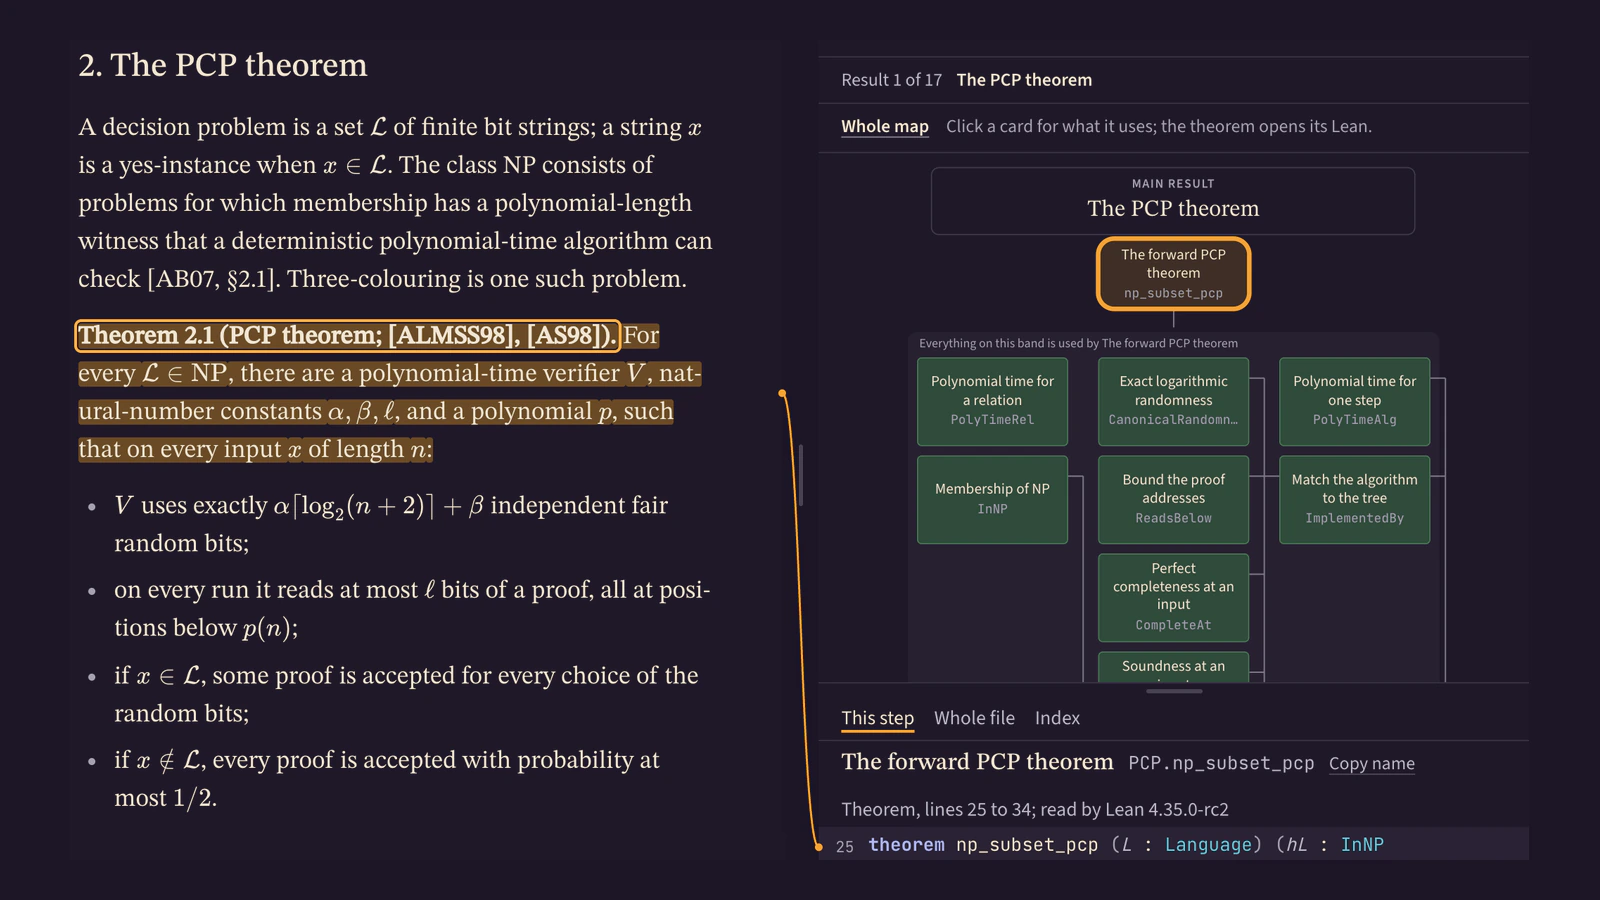 2. The PCP theorem
A decision problem is a set ℒ of finite bit strings; a string x
is a yes-instance when x ∈ ℒ. The class NP consists of
problems for which membership has a polynomial-length
witness that a deterministic polynomial-time algorithm can
check [AB07, §2.1]. Three-colouring is one such problem.
Theorem 2.1 (PCP theorem; [ALMSS98], [AS98]). For
every ℒ ∈ NP, there are a polynomial-time verifier V, nat-
ural-number constants α, β, ℓ, and a polynomial p, such
that on every input x of length n:
• V uses exactly α⌈log₂(n + 2)⌉ + β independent fair
random bits;
• on every run it reads at most ℓ bits of a proof, all at posi-
tions below p(n);
• if x ∈ ℒ, some proof is accepted for every choice of the
random bits;
• if x ∉ ℒ, every proof is accepted with probability at
most 1/2.
Result 1 of 17 The PCP theorem
Whole map Click a card for what it uses; the theorem opens its Lean.
MAIN RESULT
The PCP theorem
The forward PCP
theorem
np_subset_pcp
Everything on this band is used by The forward PCP theorem
Polynomial time for
a relation
PolyTimeRel
Exact logarithmic
randomness
CanonicalRandomn…
Polynomial time for
one step
PolyTimeAlg
Membership of NP
InNP
Bound the proof
addresses
ReadsBelow
Match the algorithm
to the tree
ImplementedBy
Perfect
completeness at an
input
CompleteAt
Soundness at an
This step Whole file Index
The forward PCP theorem PCP.np_subset_pcp Copy name
Theorem, lines 25 to 34; read by Lean 4.35.0-rc2
25 theorem np_subset_pcp (L : Language) (hL : InNP